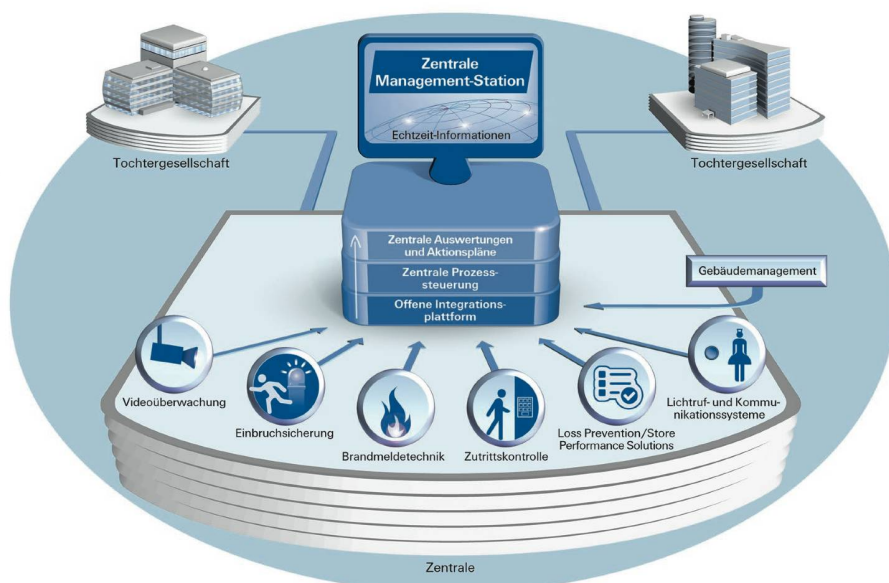 Zentrale
Management-Station
Echtzeit-Informationen
Tochtergesellschaft
Tochtergesellschaft
Zentrale Auswertungen
und Aktionspläne
Zentrale Prozess-
steuerung
Offene Integrations-
plattform
Gebäudemanagement
Videoüberwachung
Einbruchsicherung
Brandmeldetechnik
Zutrittskontrolle
Loss Prevention/Store
Performance Solutions
Lichtruf- und Kommu-
nikationssysteme
Zentrale